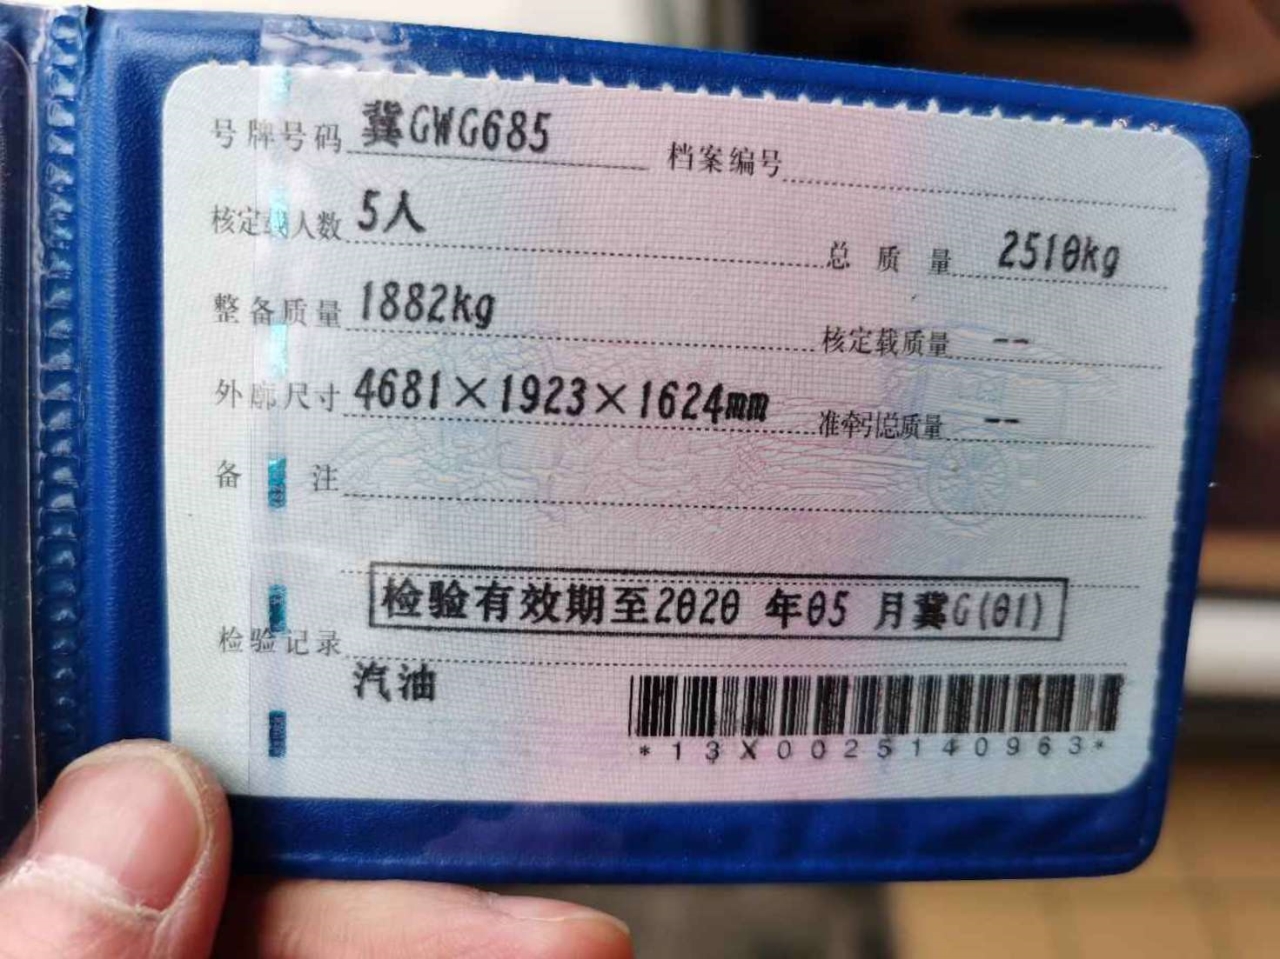 号牌号码 冀GWG685 档案编号
核定载人数 5人 总质量 2510kg
整备质量 1882kg 核定载质量 --
外廓尺寸 4681×1923×1624mm 准牵引总质量 --
备注
检验有效期至2020 年05 月冀G(01)
检验记录
汽油
*13X0025140963*